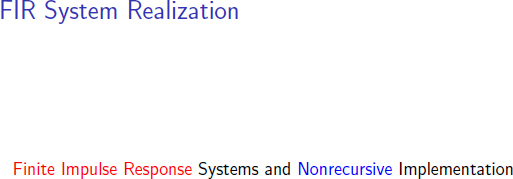 FIR System Realization
Finite Impulse Response Systems and Nonrecursive Implementation